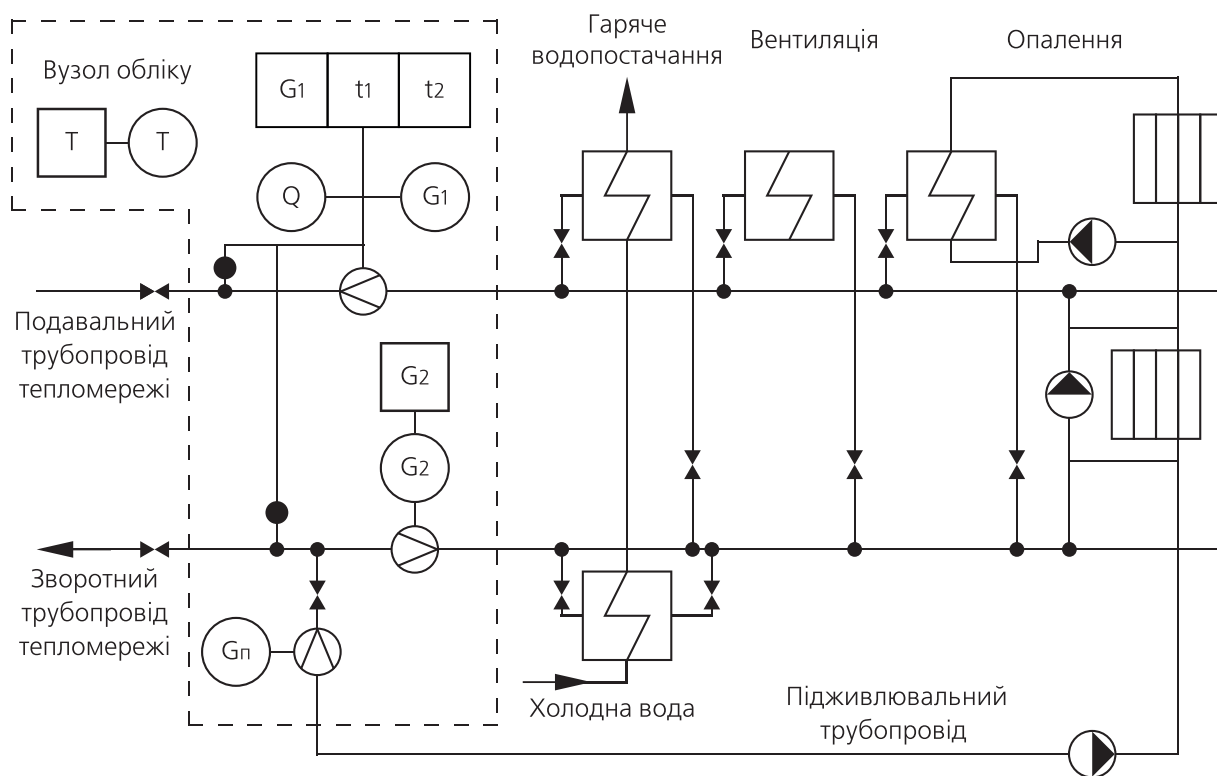 Гаряче
водопостачання
Вентиляція
Опалення
Вузол обліку
G1
t1
t2
T
T
Q
G1
Подавальний
трубопровід
тепломережі
G2
G2
Зворотний
трубопровід
тепломережі
Gп
Холодна вода
Підживлювальний
трубопровід